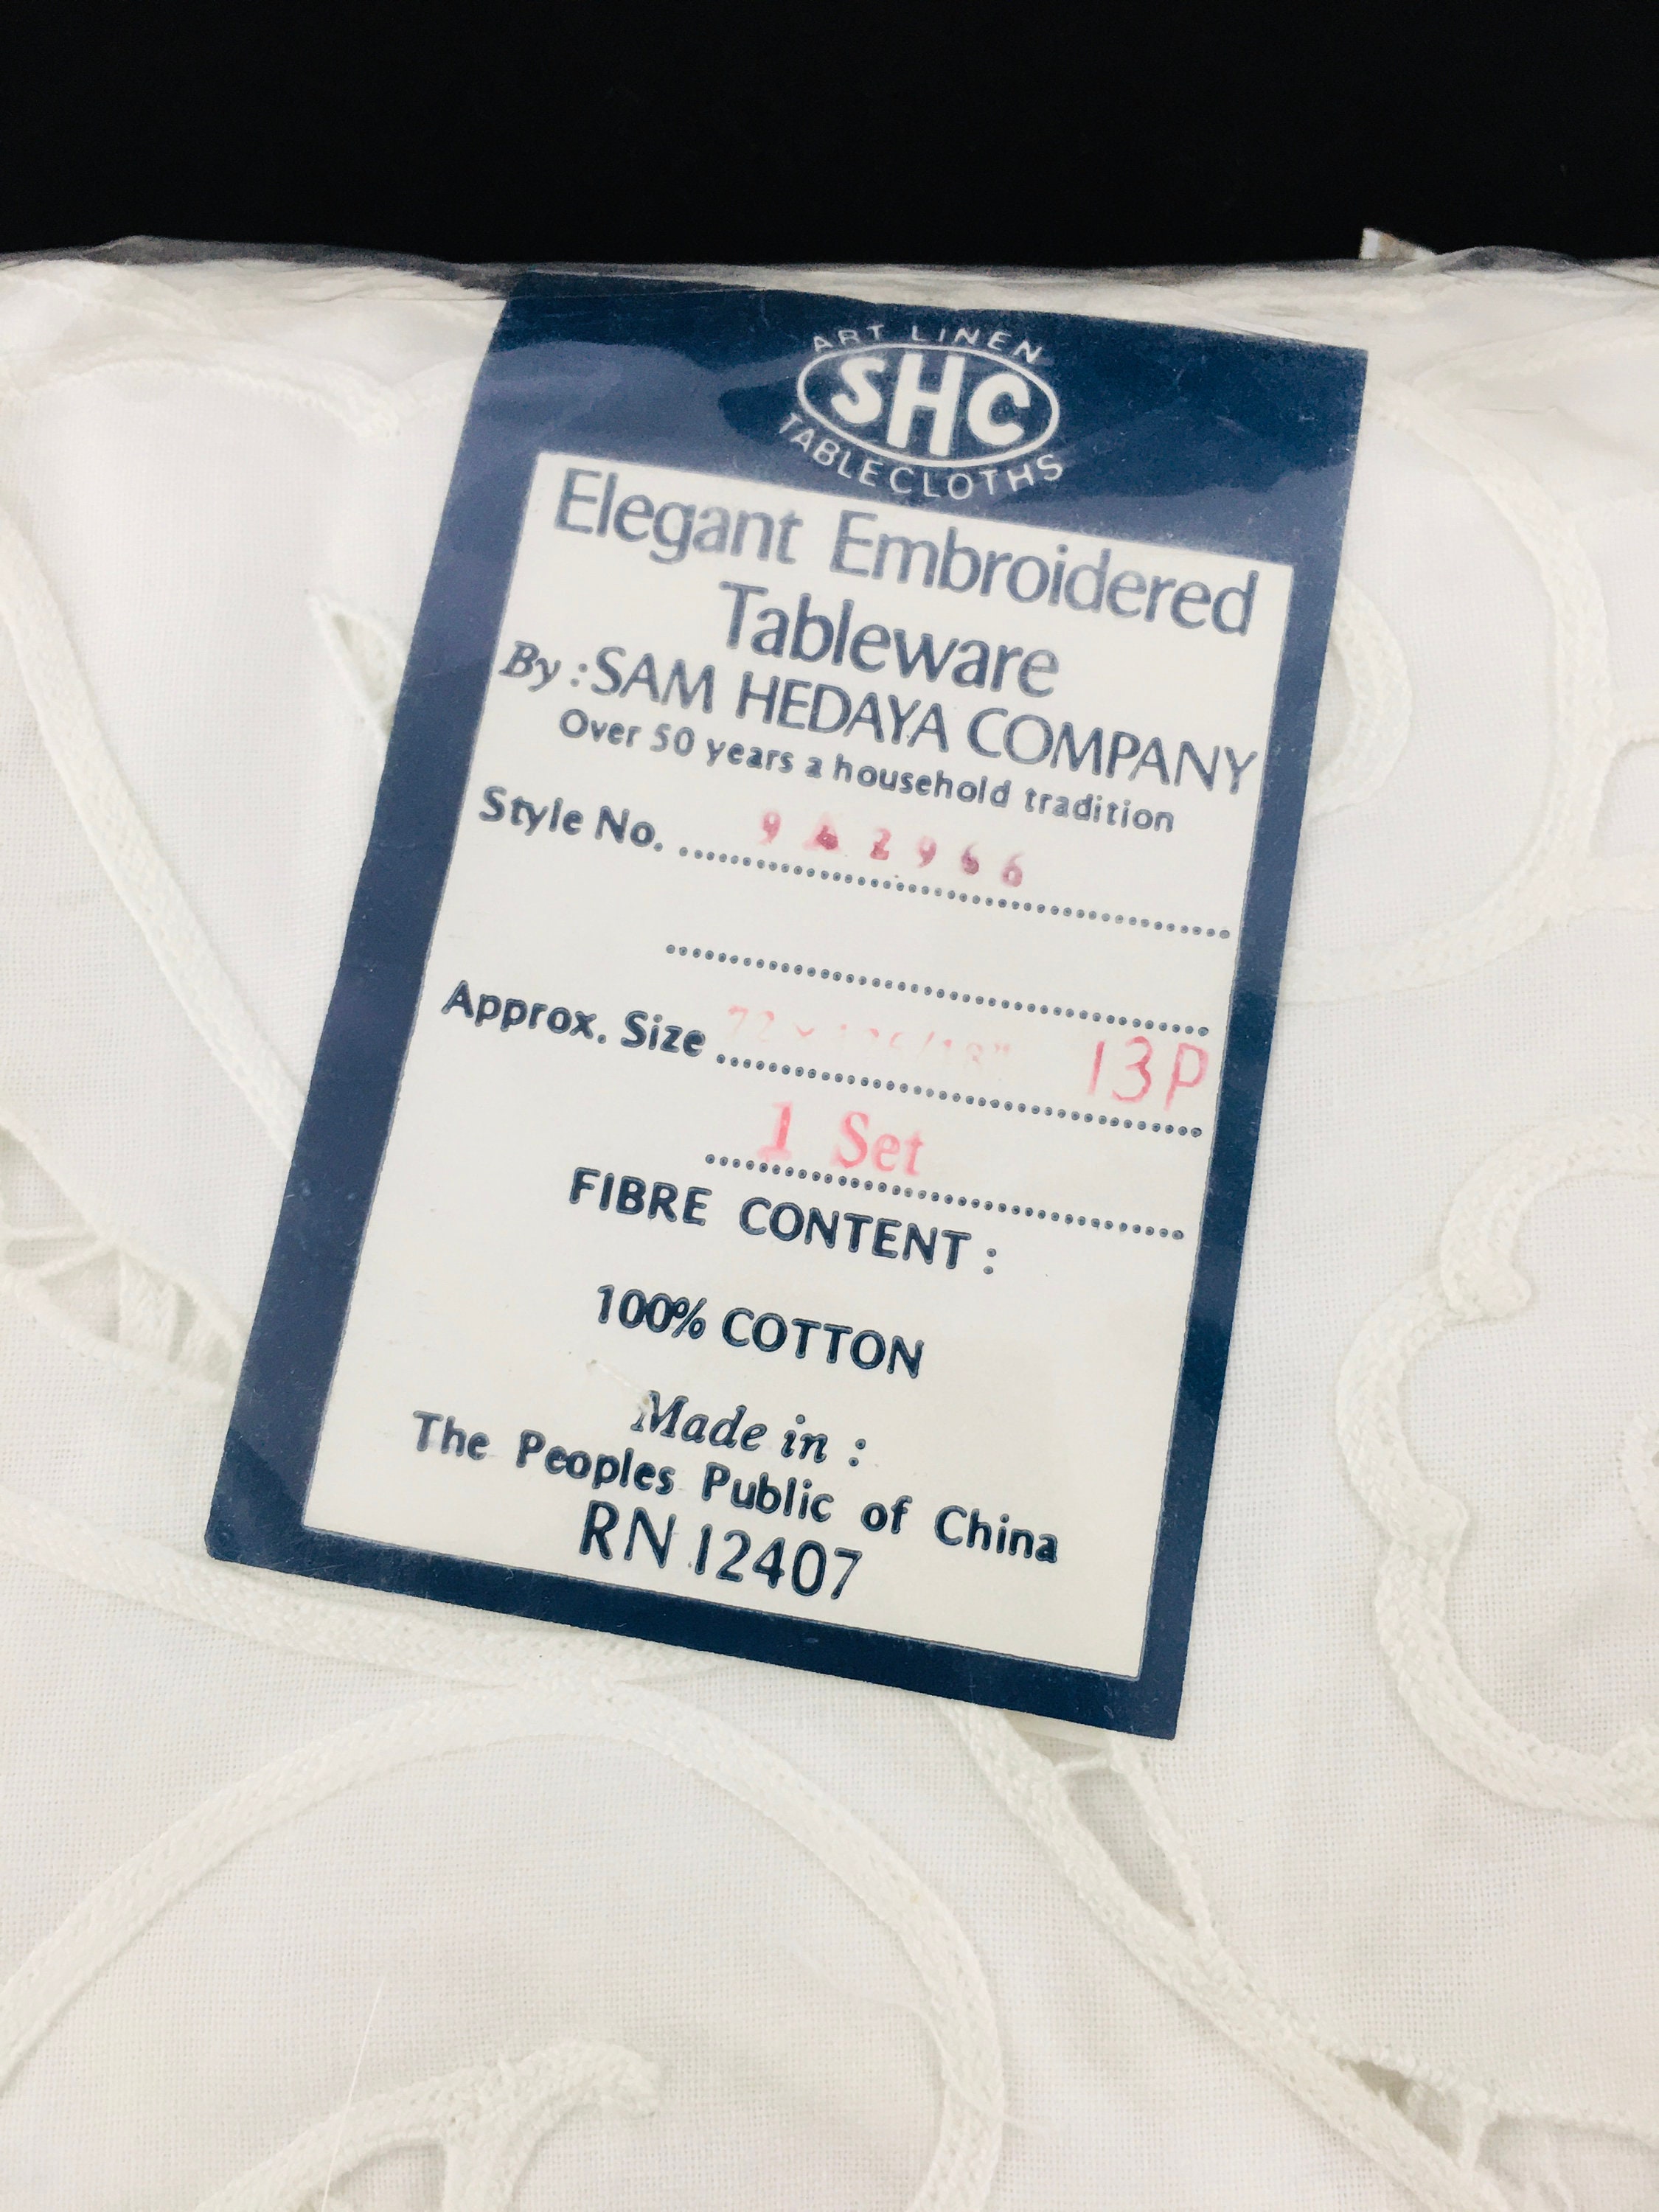 ART LINEN
SHC
TABLECLOTHS
Elegant Embroidered
Tableware
By : SAM HEDAYA COMPANY
Over 50 years a household tradition
Style No. 9A2966
Approx. Size 13P
1 Set
FIBRE CONTENT :
100% COTTON
Made in :
The Peoples Public of China
RN 12407